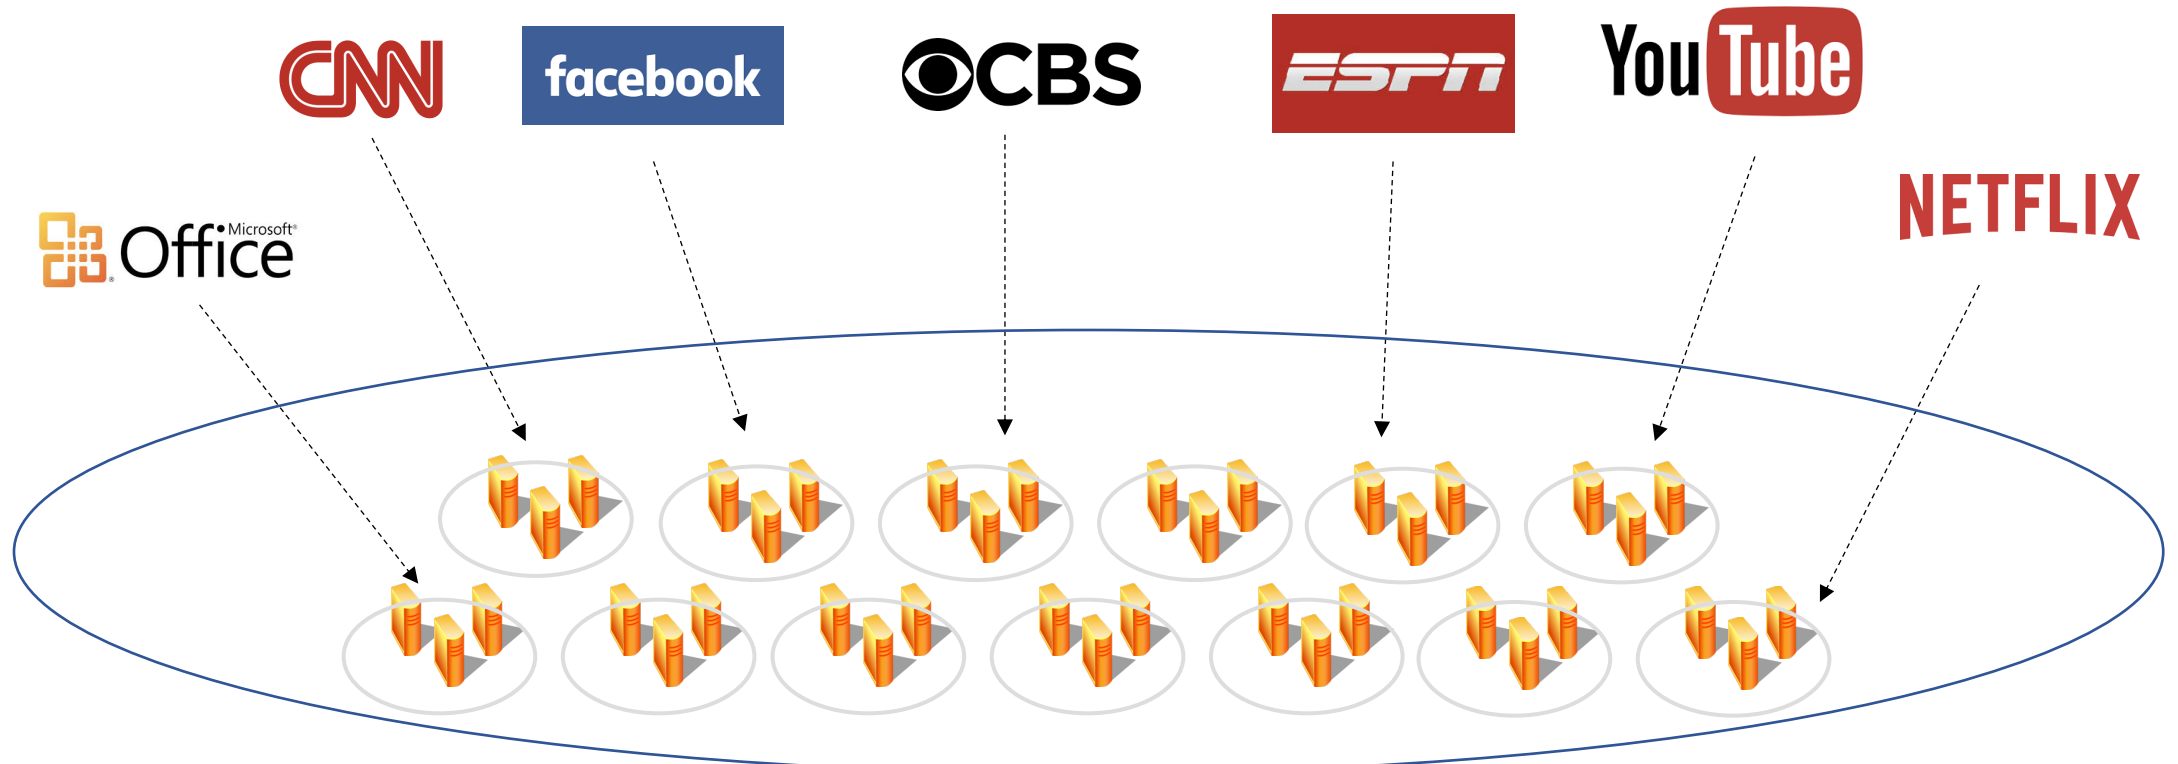 CNN
facebook
CBS
ESPN
YouTube
Microsoft®
Office®
NETFLIX